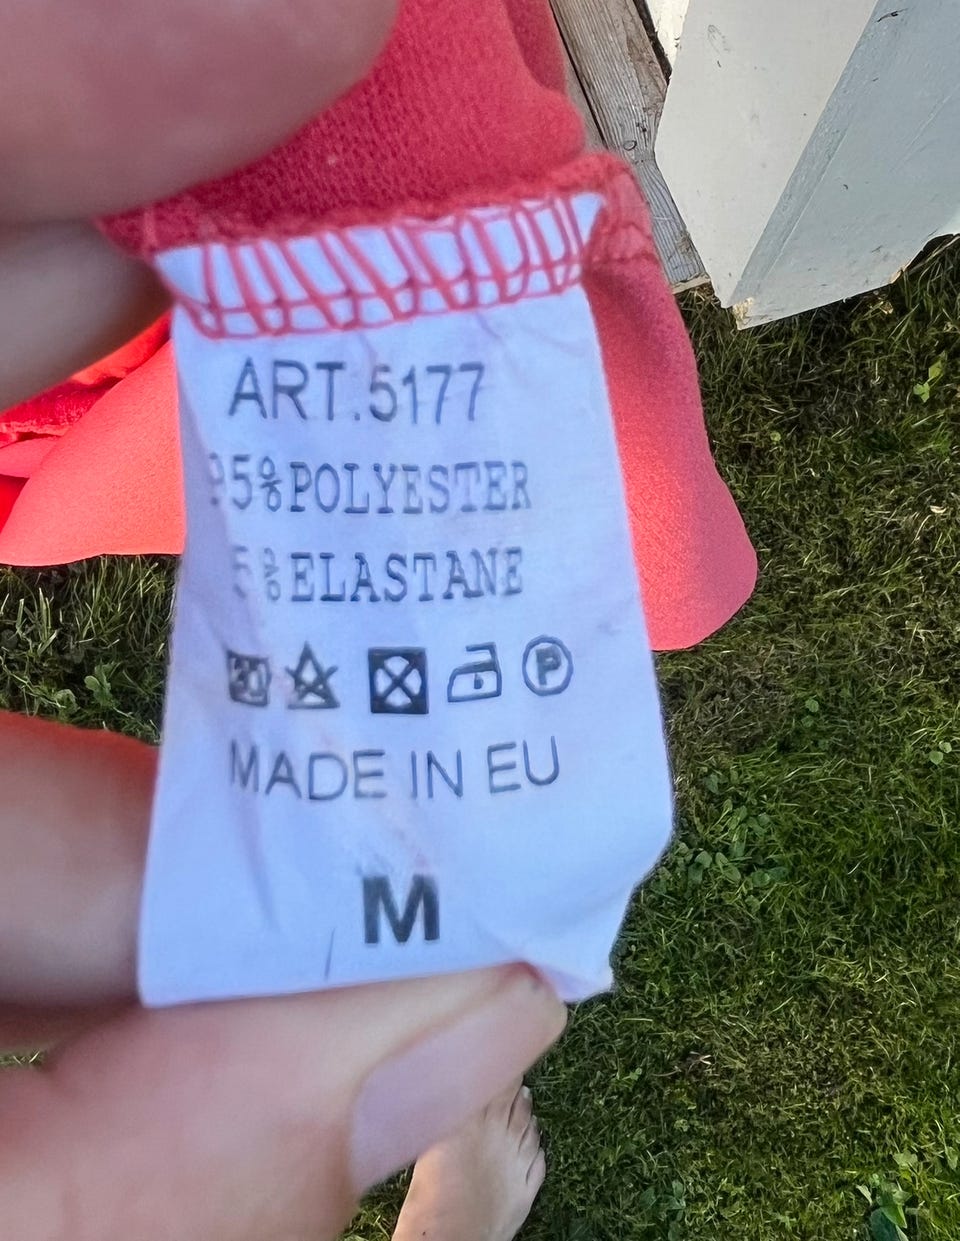 ART.5177
95%POLYESTER
5%ELASTANE
30 P
MADE IN EU
M